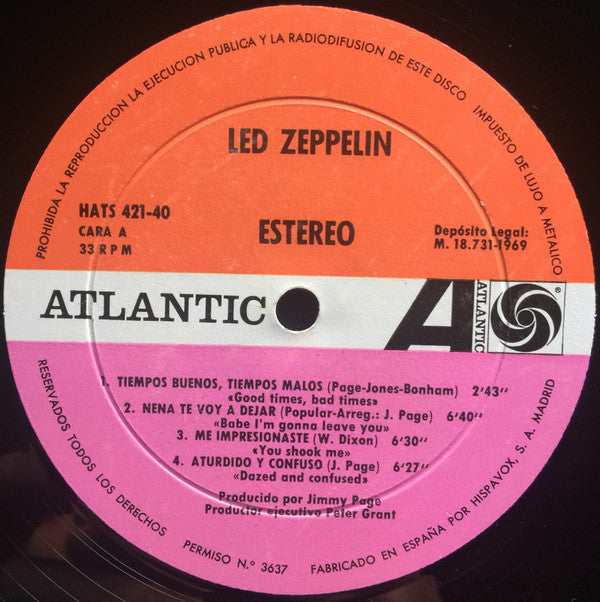 PROHIBIDA LA REPRODUCCION LA EJECUCION PUBLICA Y LA RADIODIFUSION DE ESTE DISCO
IMPUESTO DE LUJO A METALICO
LED ZEPPELIN
HATS 421-40
CARA A
33 RPM
ESTEREO
Depósito Legal:
M. 18.731-1969
ATLANTIC
A
ATLANTIC
®
1. TIEMPOS BUENOS, TIEMPOS MALOS (Page-Jones-Bonham) 2'43''
«Good times, bad times»
2. NENA TE VOY A DEJAR (Popular-Arreg.: J. Page) 6'40''
«Babe I'm gonna leave you»
3. ME IMPRESIONASTE (W. Dixon) 6'30''
«You shook me»
4. ATURDIDO Y CONFUSO (J. Page) 6'27''
«Dazed and confused»
Producido por Jimmy Page
Productor ejecutivo Peter Grant
RESERVADOS TODOS LOS DERECHOS
PERMISO N.º 3637
FABRICADO EN ESPAÑA POR HISPAVOX, S. A. MADRID